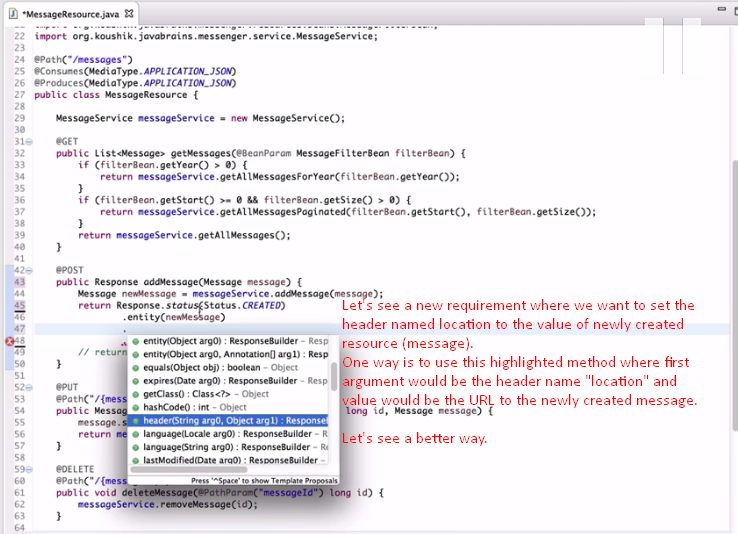 *MessageResource.java
22 import org.koushik.javabrains.messenger.service.MessageService;
23
24 @Path("/messages")
25 @Consumes(MediaType.APPLICATION_JSON)
26 @Produces(MediaType.APPLICATION_JSON)
27 public class MessageResource {
28
29 MessageService messageService = new MessageService();
30
31 @GET
32 public List<Message> getMessages(@BeanParam MessageFilterBean filterBean) {
33 if (filterBean.getYear() > 0) {
34 return messageService.getAllMessagesForYear(filterBean.getYear());
35 }
36 if (filterBean.getStart() >= 0 && filterBean.getSize() > 0) {
37 return messageService.getAllMessagesPaginated(filterBean.getStart(), filterBean.getSize());
38 }
39 return messageService.getAllMessages();
40 }
41
42 @POST
43 public Response addMessage(Message message) {
44 Message newMessage = messageService.addMessage(message);
45 return Response.status(Status.CREATED)
46 .entity(newMessage)
47 .
48
49 // return
50 }
51
52 @PUT
53 @Path("/{me
54 public Messag long id, Message message) {
55 message.s
56 return me
57 }
58
59 @DELETE
60 @Path("/{me
61 public void deleteMessage(@PathParam("messageId") long id) {
62 messageService.removeMessage(id);
63 }
64
entity(Object arg0) : ResponseBuilder – Resp
entity(Object arg0, Annotation[] arg1) : Resp
equals(Object obj) : boolean – Object
expires(Date arg0) : ResponseBuilder – Resp
getClass() : Class<?> – Object
hashCode() : int – Object
header(String arg0, Object arg1) : Responsel
language(Locale arg0) : ResponseBuilder – R
language(String arg0) : ResponseBuilder – R
lastModified(Date arg0) : ResponseBuilder –
Press '^Space' to show Template Proposals
Let's see a new requirement where we want to set the
header named location to the value of newly created
resource (message).
One way is to use this highlighted method where first
argument would be the header name "location" and
value would be the URL to the newly created message.
Let's see a better way.